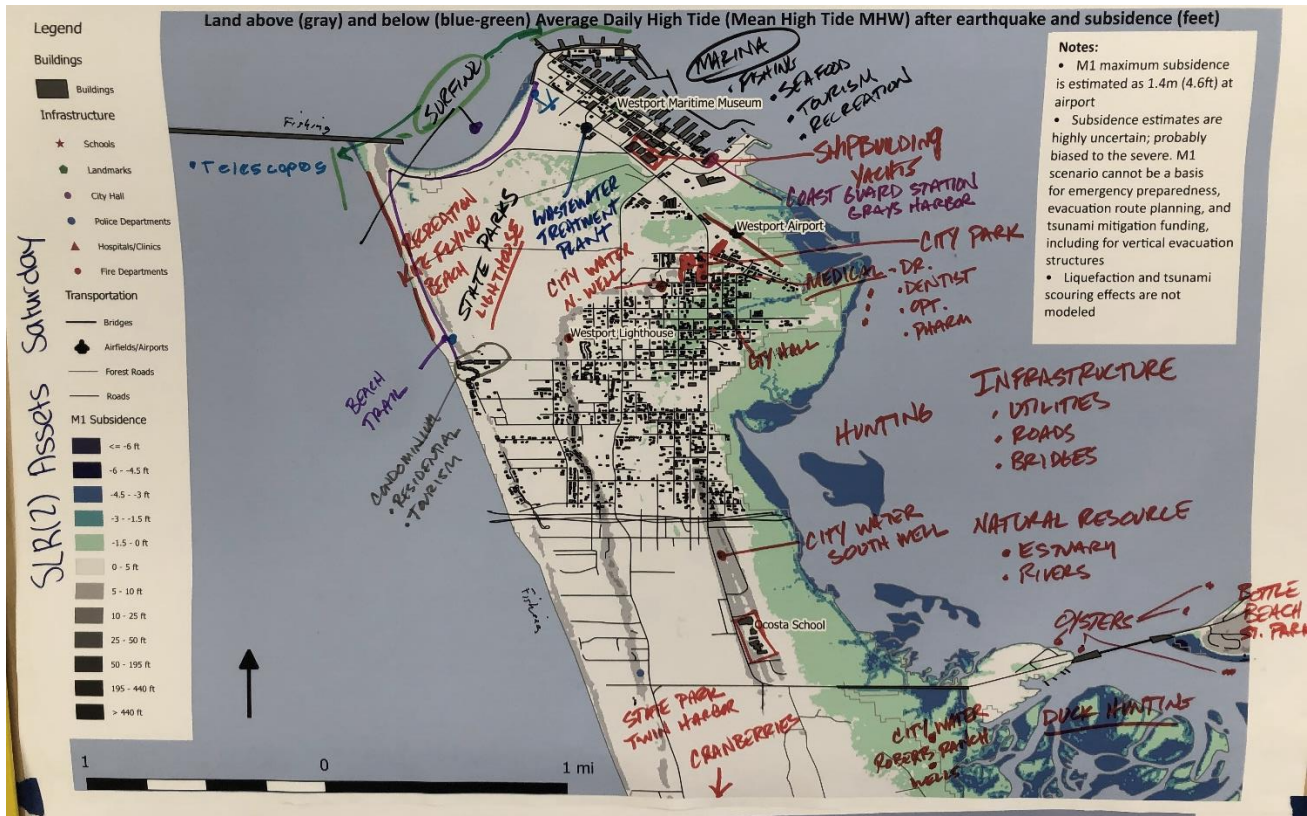 Land above (gray) and below (blue-green) Average Daily High Tide (Mean High Tide MHW) after earthquake and subsidence (feet)
SLR(2) Assets Saturday
Legend
Buildings
Buildings
Infrastructure
Schools
Landmarks
City Hall
Police Departments
Hospitals/Clinics
Fire Departments
Transportation
Bridges
Airfields/Airports
Forest Roads
Roads
M1 Subsidence
<= -6 ft
-6 - -4.5 ft
-4.5 - -3 ft
-3 - -1.5 ft
-1.5 - 0 ft
0 - 5 ft
5 - 10 ft
10 - 25 ft
25 - 50 ft
50 - 195 ft
195 - 440 ft
> 440 ft
1 0 1 mi
Notes:
• M1 maximum subsidence
is estimated as 1.4m (4.6ft) at
airport
• Subsidence estimates are
highly uncertain; probably
biased to the severe. M1
scenario cannot be a basis
for emergency preparedness,
evacuation route planning, and
tsunami mitigation funding,
including for vertical evacuation
structures
• Liquefaction and tsunami
scouring effects are not
modeled
Fishing
• Telescopes
SURFING
MARINA
• FISHING
• SEAFOOD
• TOURISM
• RECREATION
Westport Maritime Museum
SHIPBUILDING
YACHTS
COAST GUARD STATION
GRAYS HARBOR
Westport Airport
RECREATION
KITE FLYING
BEACH
STATE PARKS
LIGHTHOUSE
WASTEWATER
TREATMENT
PLANT
CITY WATER
N. WELL
CITY PARK
MEDICAL - DR.
• DENTIST
• OPT.
• PHARM
Westport Lighthouse
CITY HALL
BEACH
TRAIL
CONDOMINIUM
• RESIDENTIAL
• TOURISM
HUNTING
INFRASTRUCTURE
• UTILITIES
• ROADS
• BRIDGES
CITY WATER
SOUTH WELL
NATURAL RESOURCE
• ESTUARY
• RIVERS
Fishing
Ocosta School
OYSTERS
BOTTLE
BEACH
ST. PARK
STATE PARK
TWIN HARBOR
CRANBERRIES
CITY WATER
ROBERTS RANCH
WELLS
DUCK HUNTING